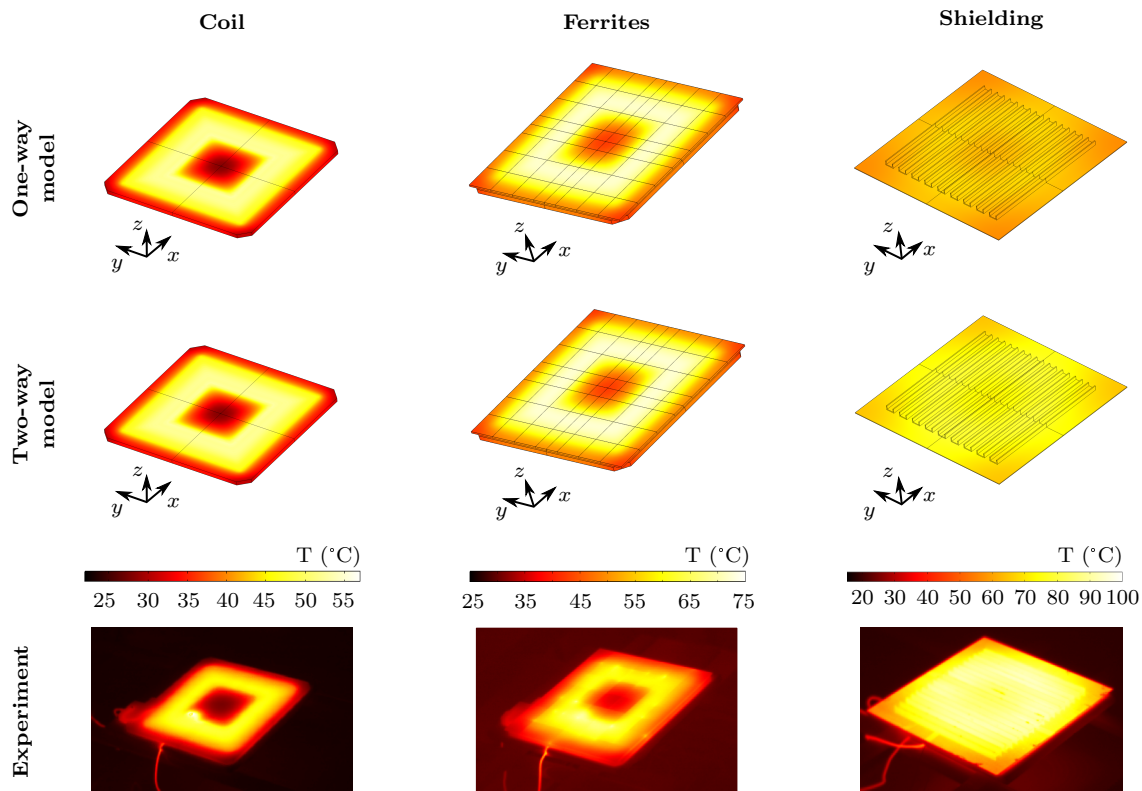 Coil
Ferrites
Shielding
One-way
model
z
y
x
z
y
x
z
y
x
Two-way
model
z
y
x
z
y
x
z
y
x
T (°C)
25 30 35 40 45 50 55
T (°C)
25 35 45 55 65 75
T (°C)
20 30 40 50 60 70 80 90 100
Experiment